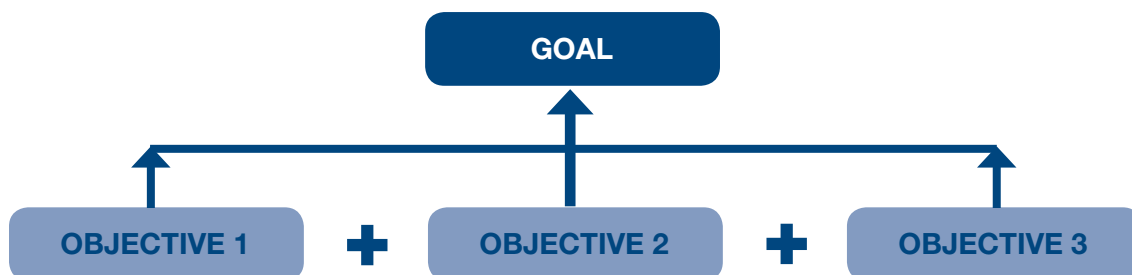 GOAL
OBJECTIVE 1 + OBJECTIVE 2 + OBJECTIVE 3